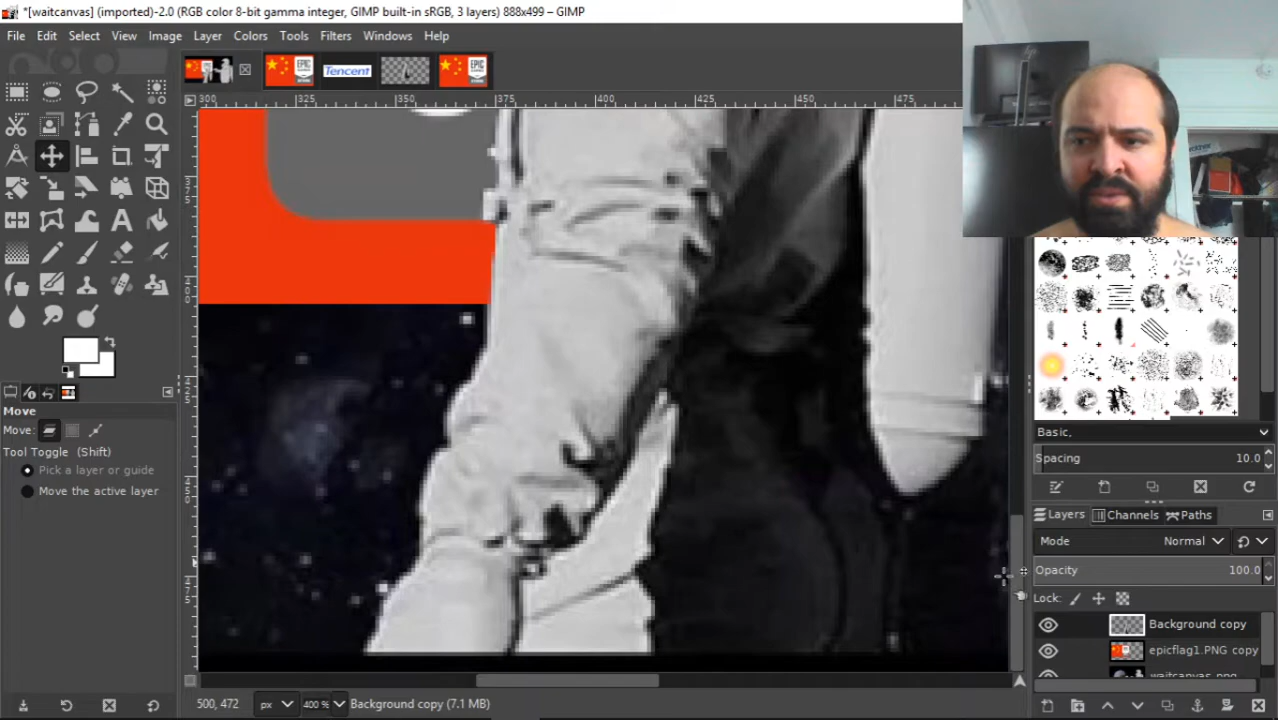 *[waitcanvas] (imported)-2.0 (RGB color 8-bit gamma integer, GIMP built-in sRGB, 3 layers) 888x499 – GIMP
File Edit Select View Image Layer Colors Tools Filters Windows Help
EPIC Tencent EPIC
300 325 350 375 400 425 450 475
Move
Move:
Tool Toggle (Shift)
Pick a layer or guide
Move the active layer
Basic,
Spacing 10.0
Layers Channels Paths
Mode Normal
Opacity 100.0
Lock:
Background copy
epicflag1.PNG copy
waitcanvas.png
500, 472 px 400 % Background copy (7.1 MB)